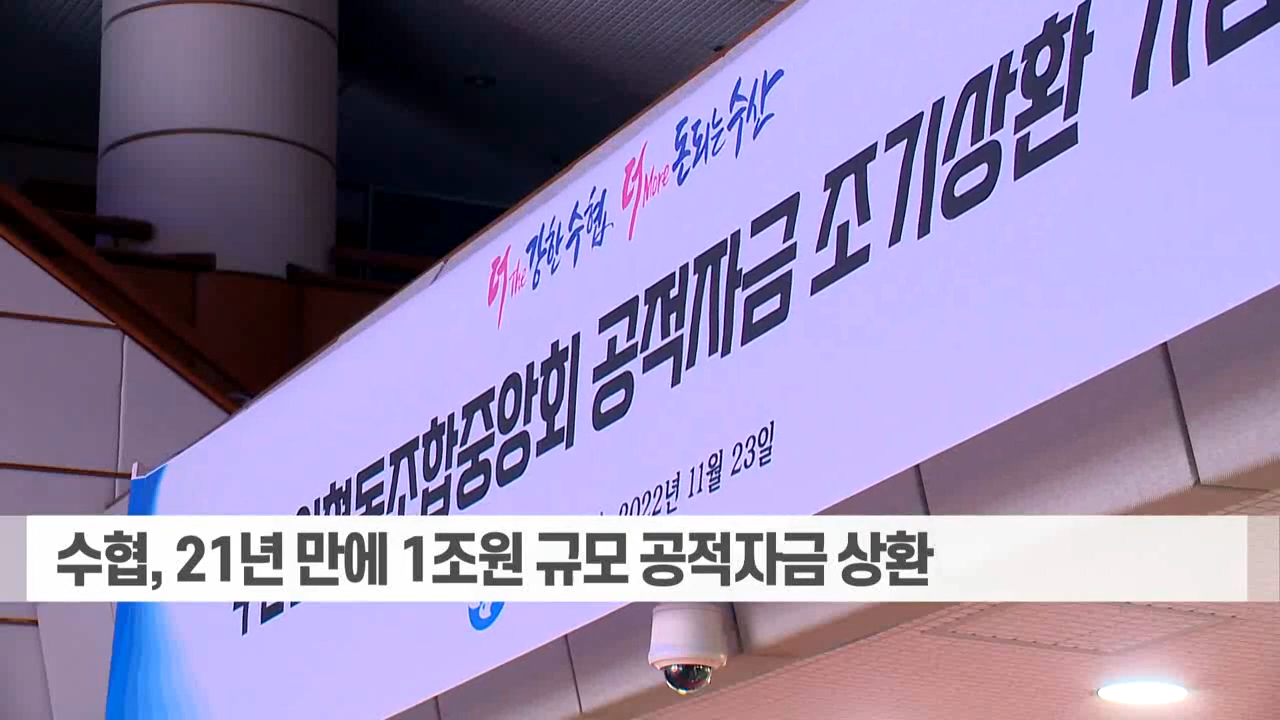 더 The 강한 수협, 더 More 돈되는 수산
협동조합중앙회 공적자금 조기상환
2022년 11월 23일
수협, 21년 만에 1조원 규모 공적자금 상환